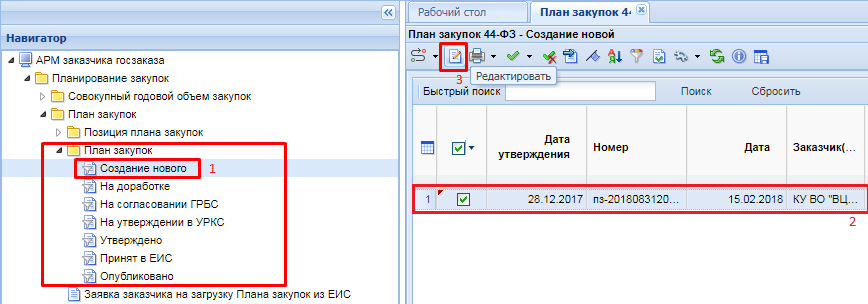 Рабочий стол
План закупок 44
Навигатор
План закупок 44-ФЗ - Создание новой
АРМ заказчика госзаказа
Планирование закупок
Совокупный годовой объем закупок
План закупок
Позиция плана закупок
План закупок
Создание нового
1
На доработке
На согласовании ГРБС
На утверждении в УРКС
Утверждено
Принят в ЕИС
Опубликовано
Заявка заказчика на загрузку Плана закупок из ЕИС
3
Редактировать
Быстрый поиск
Поиск
Сбросить
Дата утверждения
Номер
Дата
Заказчик(...
1
28.12.2017
пз-2018083120...
15.02.2018
КУ ВО "ВЦ...
2